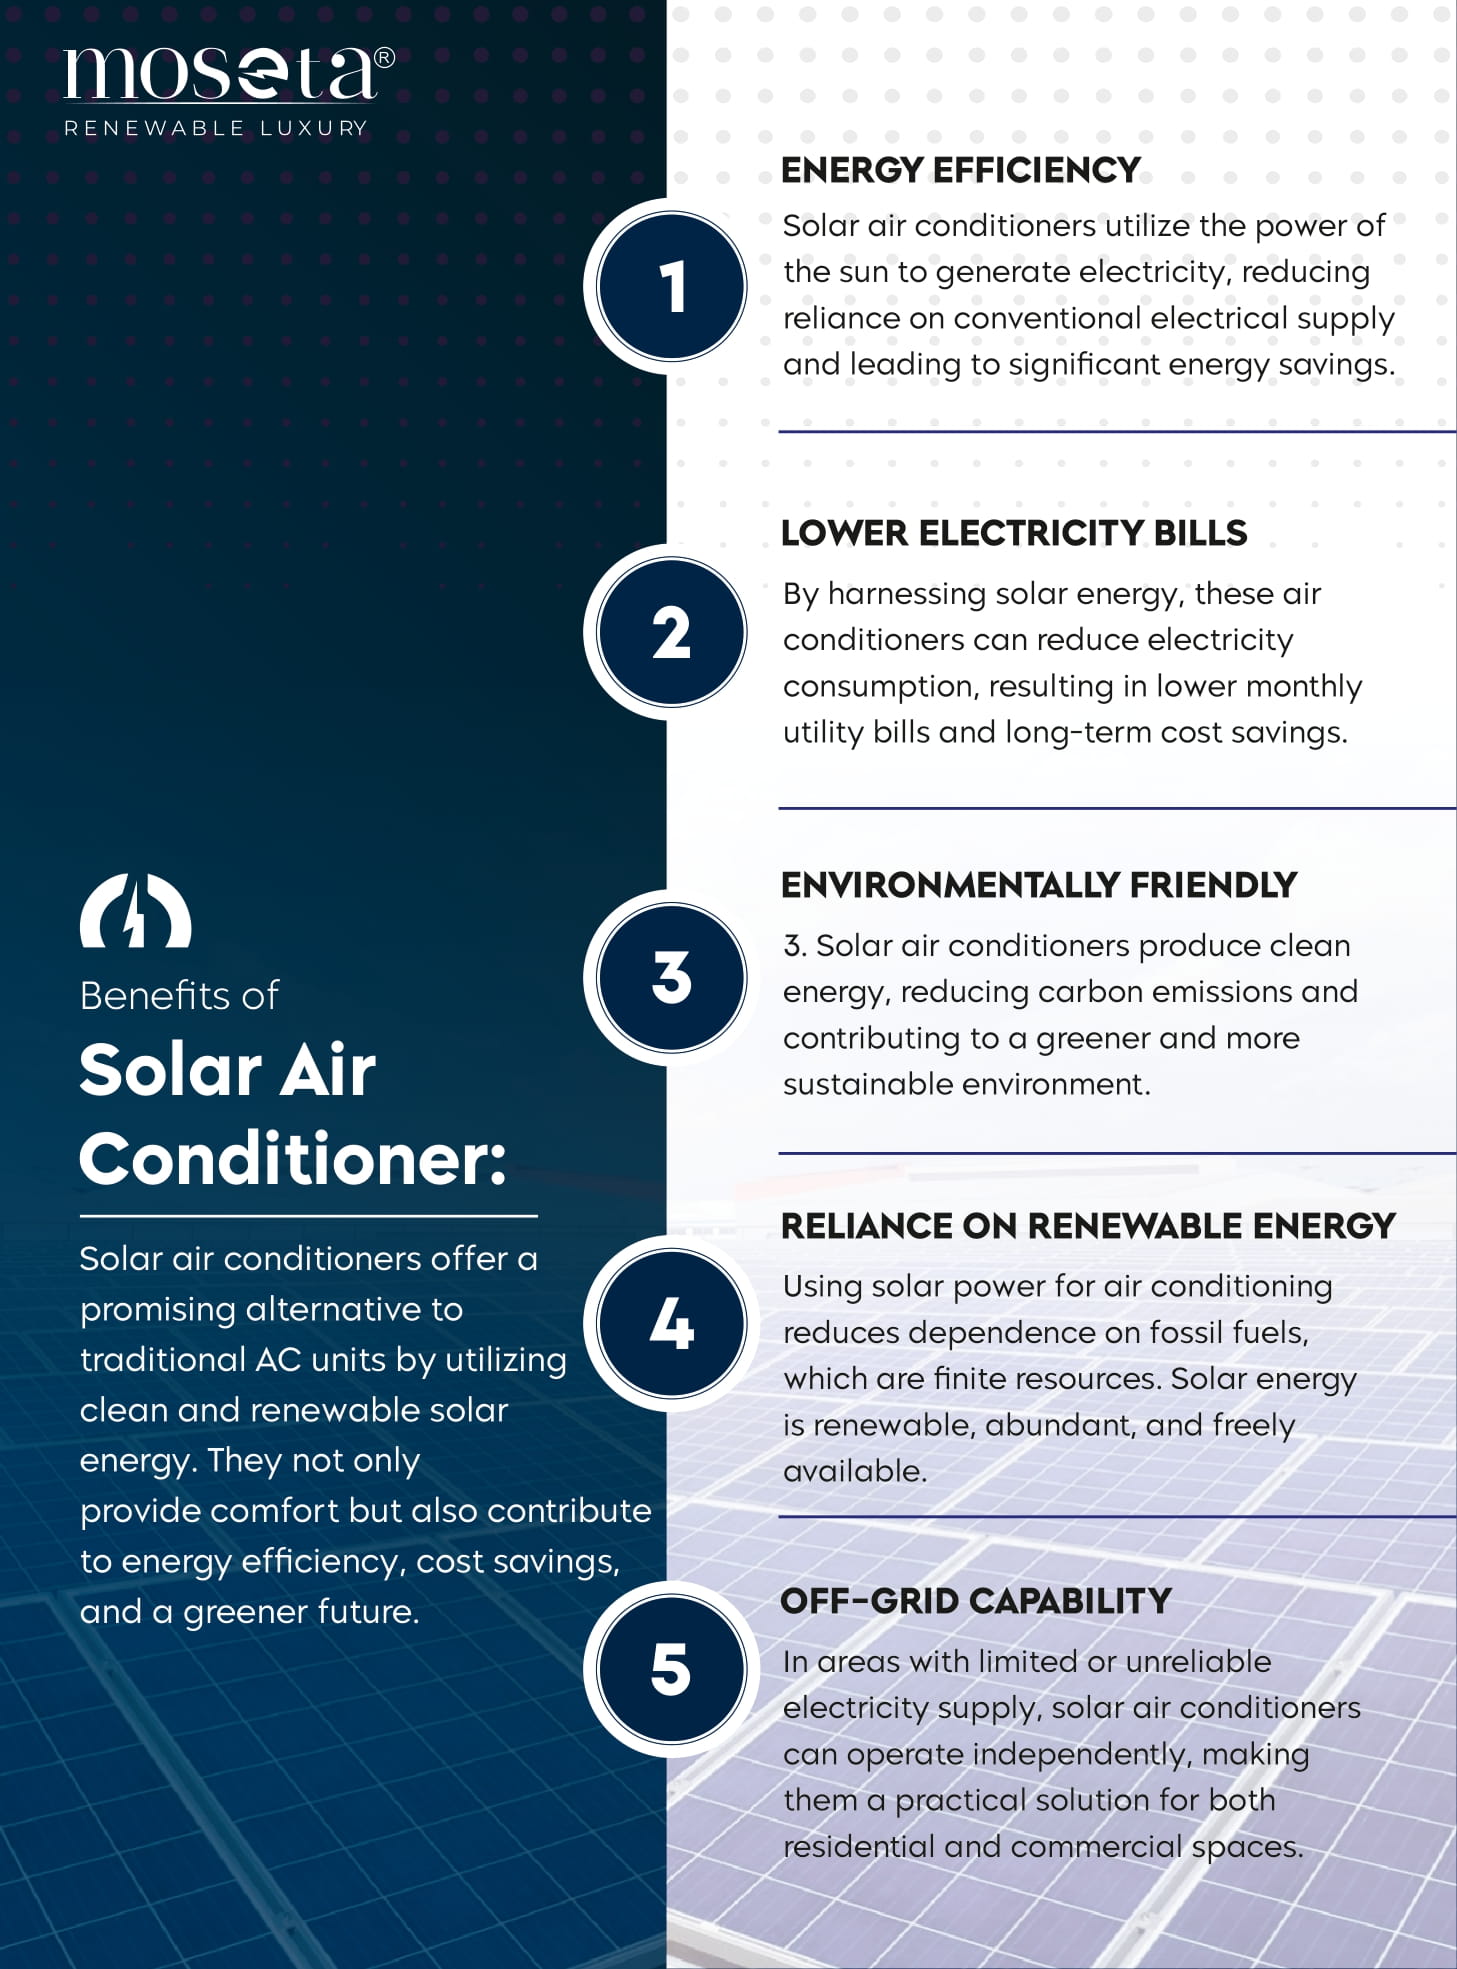 moseta®
RENEWABLE LUXURY
Benefits of
Solar Air
Conditioner:
Solar air conditioners offer a
promising alternative to
traditional AC units by utilizing
clean and renewable solar
energy. They not only
provide comfort but also contribute
to energy efficiency, cost savings,
and a greener future.
1
ENERGY EFFICIENCY
Solar air conditioners utilize the power of
the sun to generate electricity, reducing
reliance on conventional electrical supply
and leading to significant energy savings.
2
LOWER ELECTRICITY BILLS
By harnessing solar energy, these air
conditioners can reduce electricity
consumption, resulting in lower monthly
utility bills and long-term cost savings.
3
ENVIRONMENTALLY FRIENDLY
3. Solar air conditioners produce clean
energy, reducing carbon emissions and
contributing to a greener and more
sustainable environment.
4
RELIANCE ON RENEWABLE ENERGY
Using solar power for air conditioning
reduces dependence on fossil fuels,
which are finite resources. Solar energy
is renewable, abundant, and freely
available.
5
OFF-GRID CAPABILITY
In areas with limited or unreliable
electricity supply, solar air conditioners
can operate independently, making
them a practical solution for both
residential and commercial spaces.